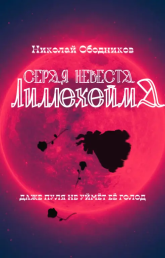 Николай Ободников
СЕРАЯ НЕВЕСТА
ЛИЛЛЕХЕЙМА
ДАЖЕ ПУЛЯ НЕ УЙМЁТ ЕЁ ГОЛОД